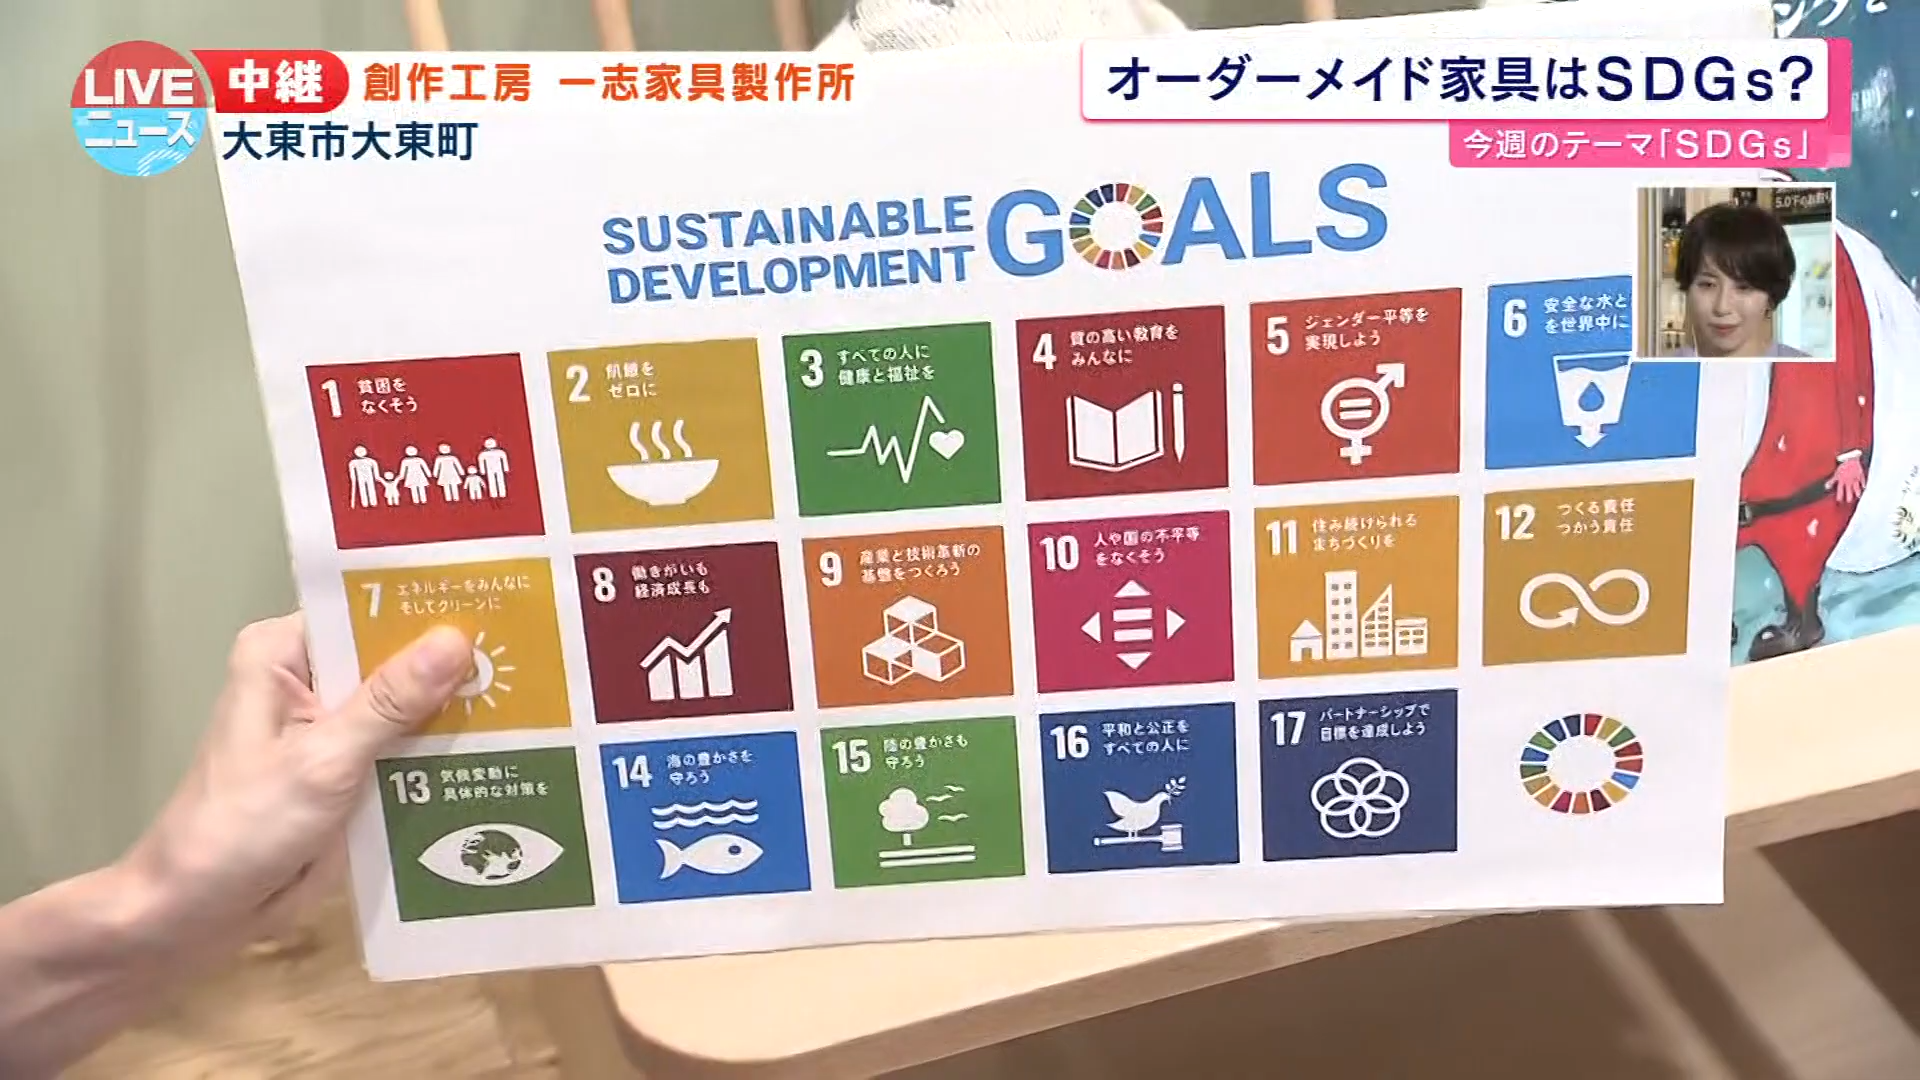 LIVE
ニュース
中継
創作工房 一志家具製作所
大東市大東町
オーダーメイド家具はSDGs?
今週のテーマ「SDGs」
SUSTAINABLE
DEVELOPMENT
GOALS
1 貧困を
なくそう
2 飢餓を
ゼロに
3 すべての人に
健康と福祉を
4 質の高い教育を
みんなに
5 ジェンダー平等を
実現しよう
6 安全な水と
を世界中に
7 エネルギーをみんなに
そしてクリーンに
8 働きがいも
経済成長も
9 産業と技術革新の
基盤をつくろう
10 人や国の不平等
をなくそう
11 住み続けられる
まちづくりを
12 つくる責任
つかう責任
13 気候変動に
具体的な対策を
14 海の豊かさを
守ろう
15 陸の豊かさも
守ろう
16 平和と公正を
すべての人に
17 パートナーシップで
目標を達成しよう